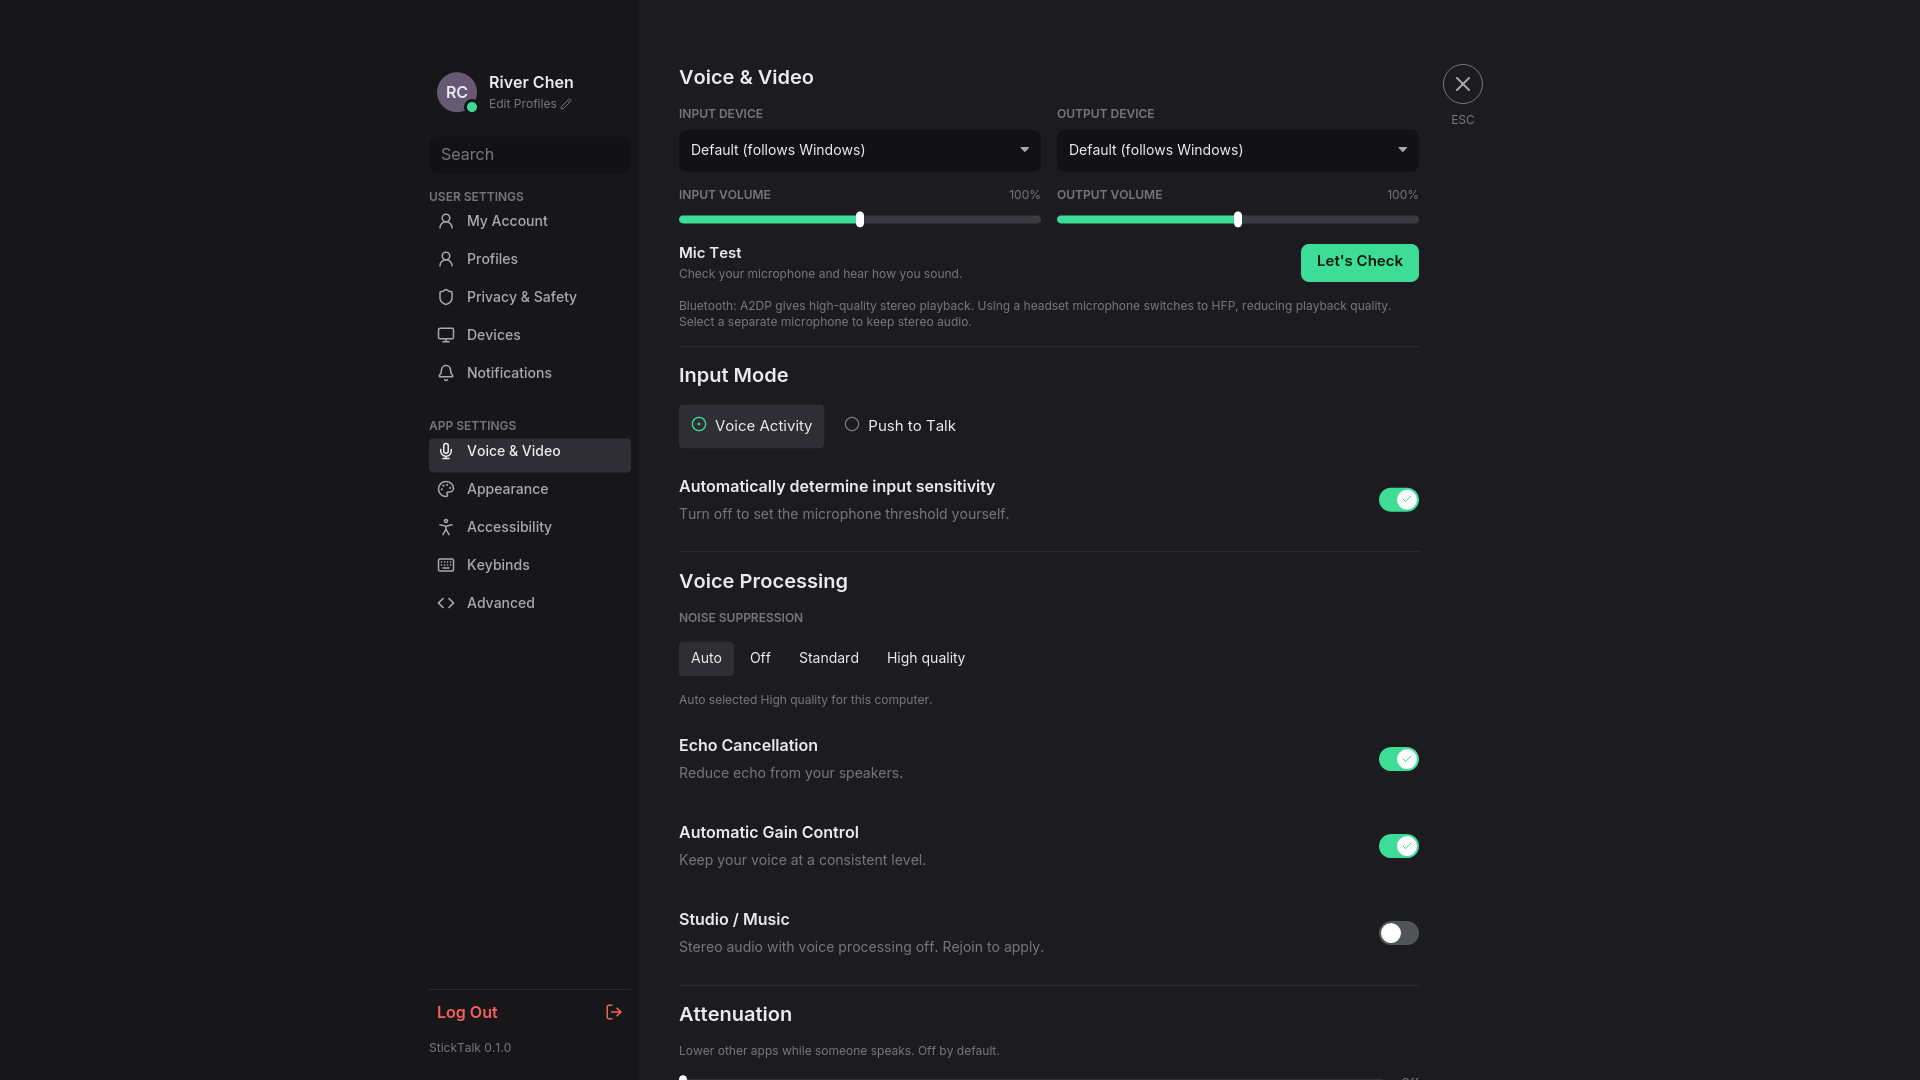 RC
River Chen
Edit Profiles
Search
USER SETTINGS
My Account
Profiles
Privacy & Safety
Devices
Notifications
APP SETTINGS
Voice & Video
Appearance
Accessibility
Keybinds
Advanced
Log Out
StickTalk 0.1.0
Voice & Video
INPUT DEVICE
Default (follows Windows)
OUTPUT DEVICE
Default (follows Windows)
INPUT VOLUME 100%
OUTPUT VOLUME 100%
Mic Test
Check your microphone and hear how you sound.
Let's Check
Bluetooth: A2DP gives high-quality stereo playback. Using a headset microphone switches to HFP, reducing playback quality.
Select a separate microphone to keep stereo audio.
Input Mode
Voice Activity
Push to Talk
Automatically determine input sensitivity
Turn off to set the microphone threshold yourself.
Voice Processing
NOISE SUPPRESSION
Auto Off Standard High quality
Auto selected High quality for this computer.
Echo Cancellation
Reduce echo from your speakers.
Automatic Gain Control
Keep your voice at a consistent level.
Studio / Music
Stereo audio with voice processing off. Rejoin to apply.
Attenuation
Lower other apps while someone speaks. Off by default.
ESC